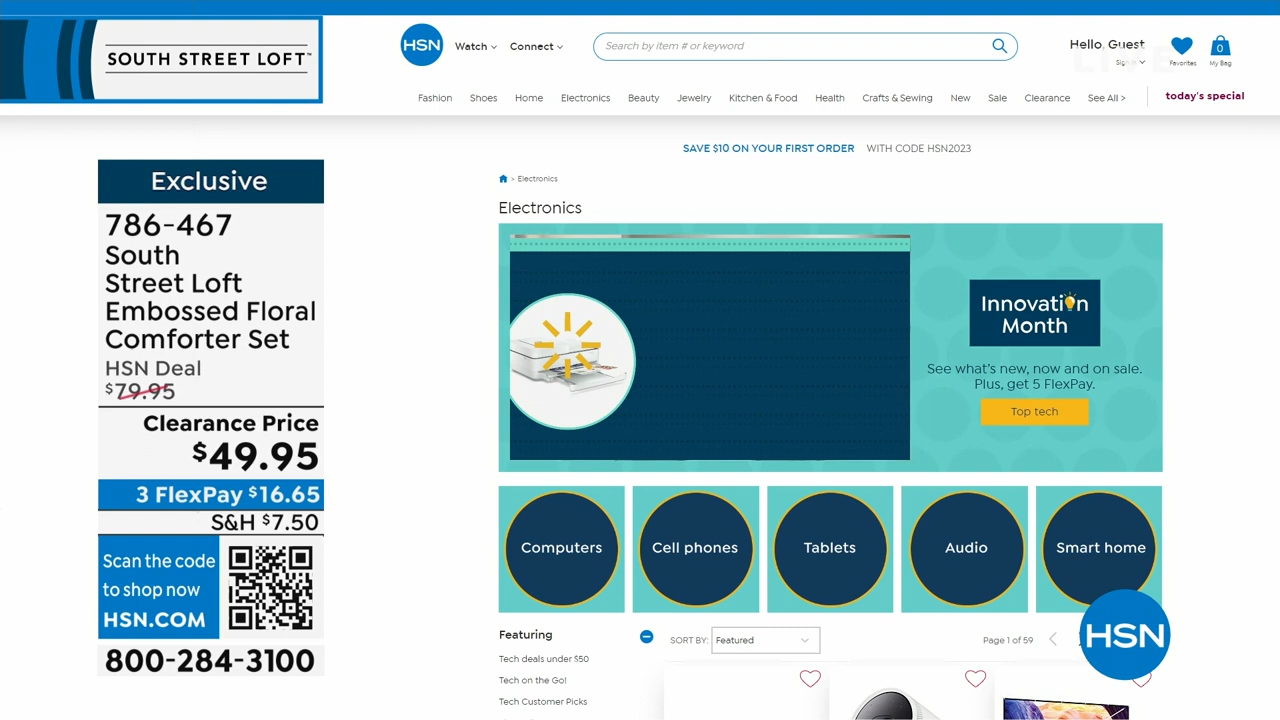 SOUTH STREET LOFT™
HSN
Watch
Connect
Search by item # or keyword
Hello, Guest
Sign in
LIVE
Favorites
0
My Bag
Fashion
Shoes
Home
Electronics
Beauty
Jewelry
Kitchen & Food
Health
Crafts & Sewing
New
Sale
Clearance
See All >
today's special
SAVE $10 ON YOUR FIRST ORDER WITH CODE HSN2023
> Electronics
Electronics
Exclusive
786-467
South
Street Loft
Embossed Floral
Comforter Set
HSN Deal
$79.95
Clearance Price
$49.95
3 FlexPay $16.65
S&H $7.50
Scan the code
to shop now
HSN.COM
800-284-3100
Innovation
Month
See what's new, now and on sale.
Plus, get 5 FlexPay.
Top tech
Computers
Cell phones
Tablets
Audio
Smart home
Featuring
Tech deals under $50
Tech on the Go!
Tech Customer Picks
SORT BY:
Featured
Page 1 of 59
HSN